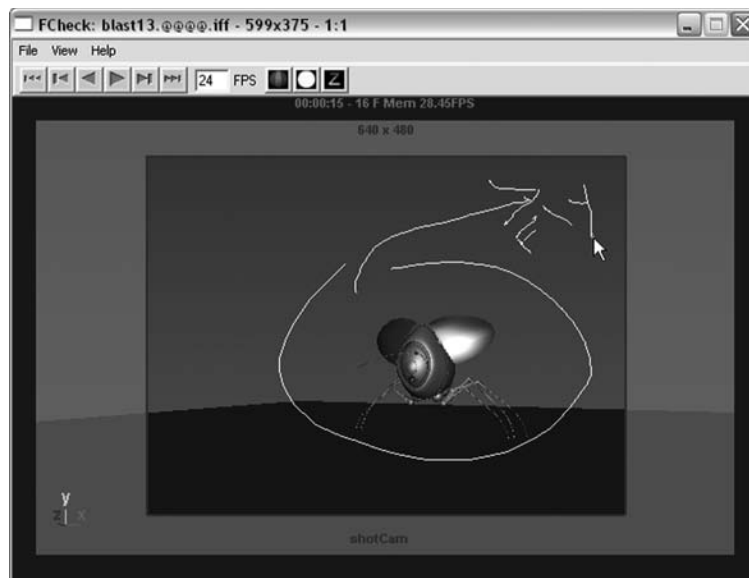 FCheck: blast13.@@@@.iff - 599x375 - 1:1
File View Help
24 FPS Z
00:00:15 - 16 F Mem 28.45FPS
640 x 480
y
z x
shotCam